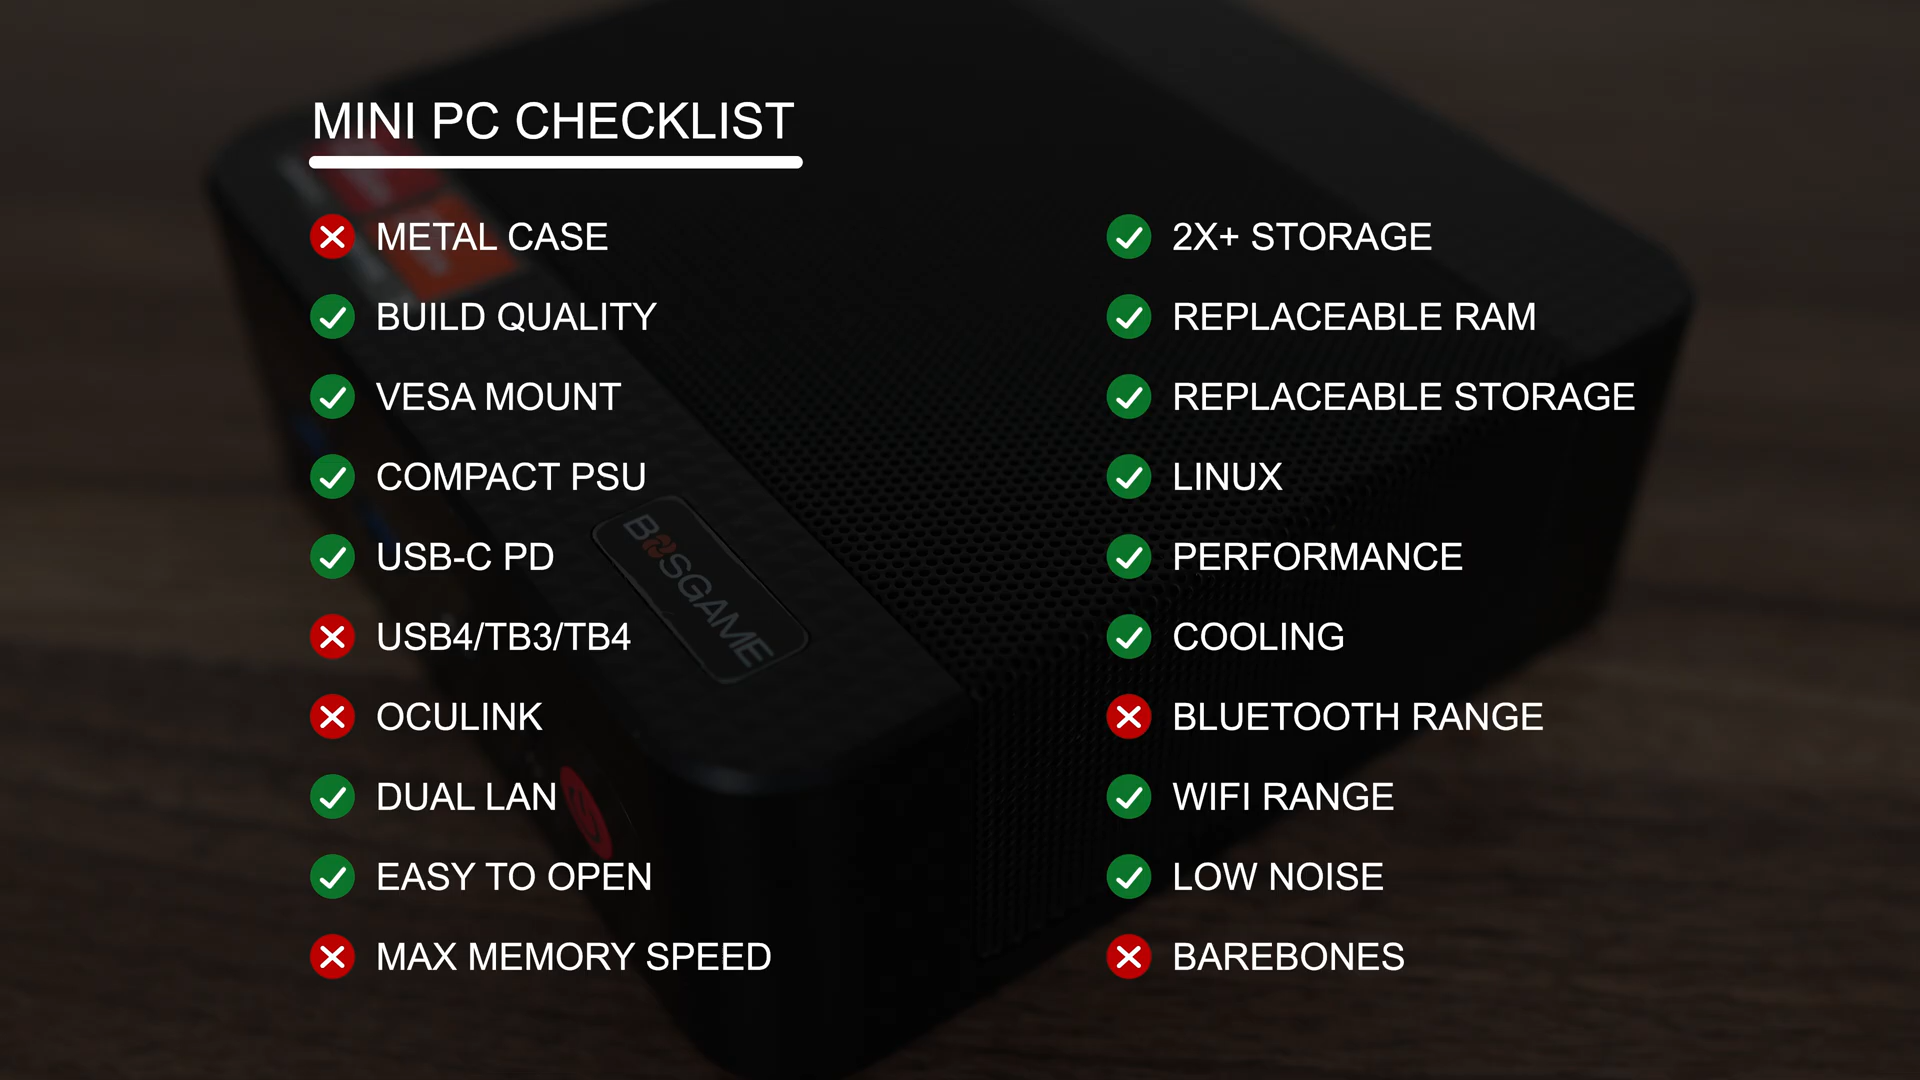 MINI PC CHECKLIST
METAL CASE
BUILD QUALITY
VESA MOUNT
COMPACT PSU
USB-C PD
USB4/TB3/TB4
OCULINK
DUAL LAN
EASY TO OPEN
MAX MEMORY SPEED
2X+ STORAGE
REPLACEABLE RAM
REPLACEABLE STORAGE
LINUX
PERFORMANCE
COOLING
BLUETOOTH RANGE
WIFI RANGE
LOW NOISE
BAREBONES
BOSGAME